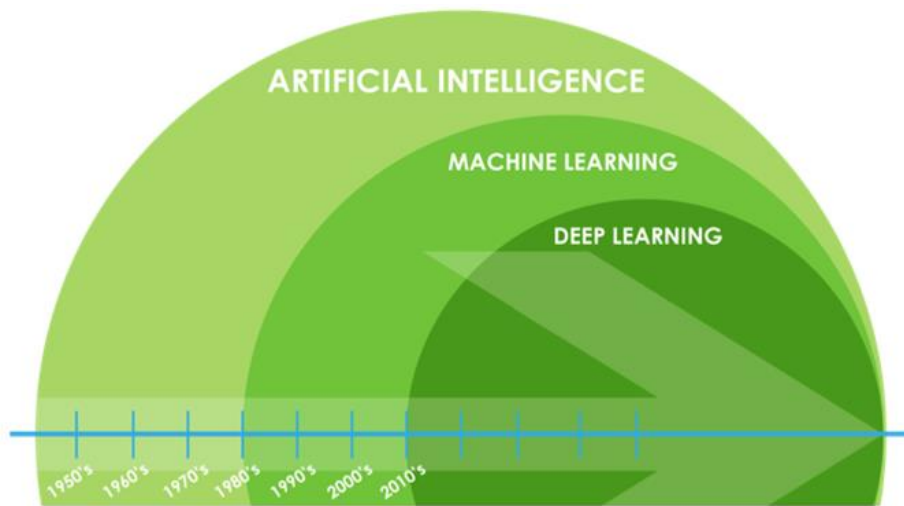 ARTIFICIAL INTELLIGENCE
MACHINE LEARNING
DEEP LEARNING
1950's
1960's
1970's
1980's
1990's
2000's
2010's